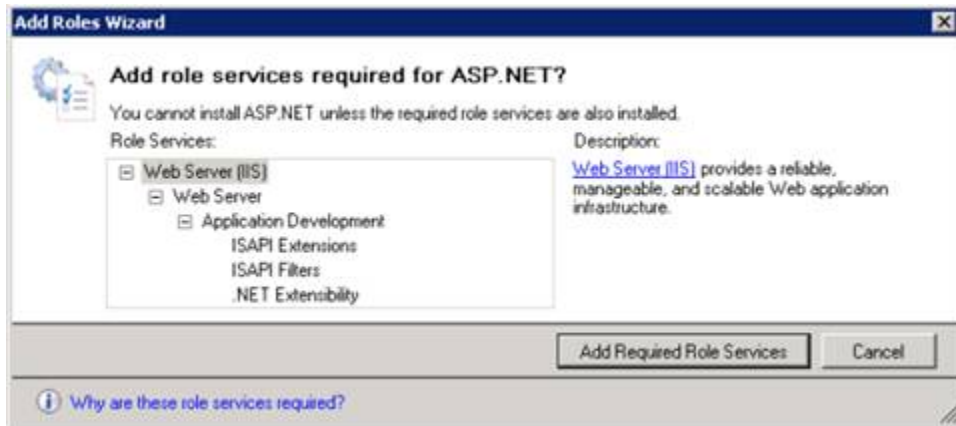 Add Roles Wizard
Add role services required for ASP.NET?
You cannot install ASP.NET unless the required role services are also installed.
Role Services:
Web Server (IIS)
Web Server
Application Development
ISAPI Extensions
ISAPI Filters
.NET Extensibility
Description:
Web Server (IIS) provides a reliable,
manageable, and scalable Web application
infrastructure.
Add Required Role Services
Cancel
Why are these role services required?